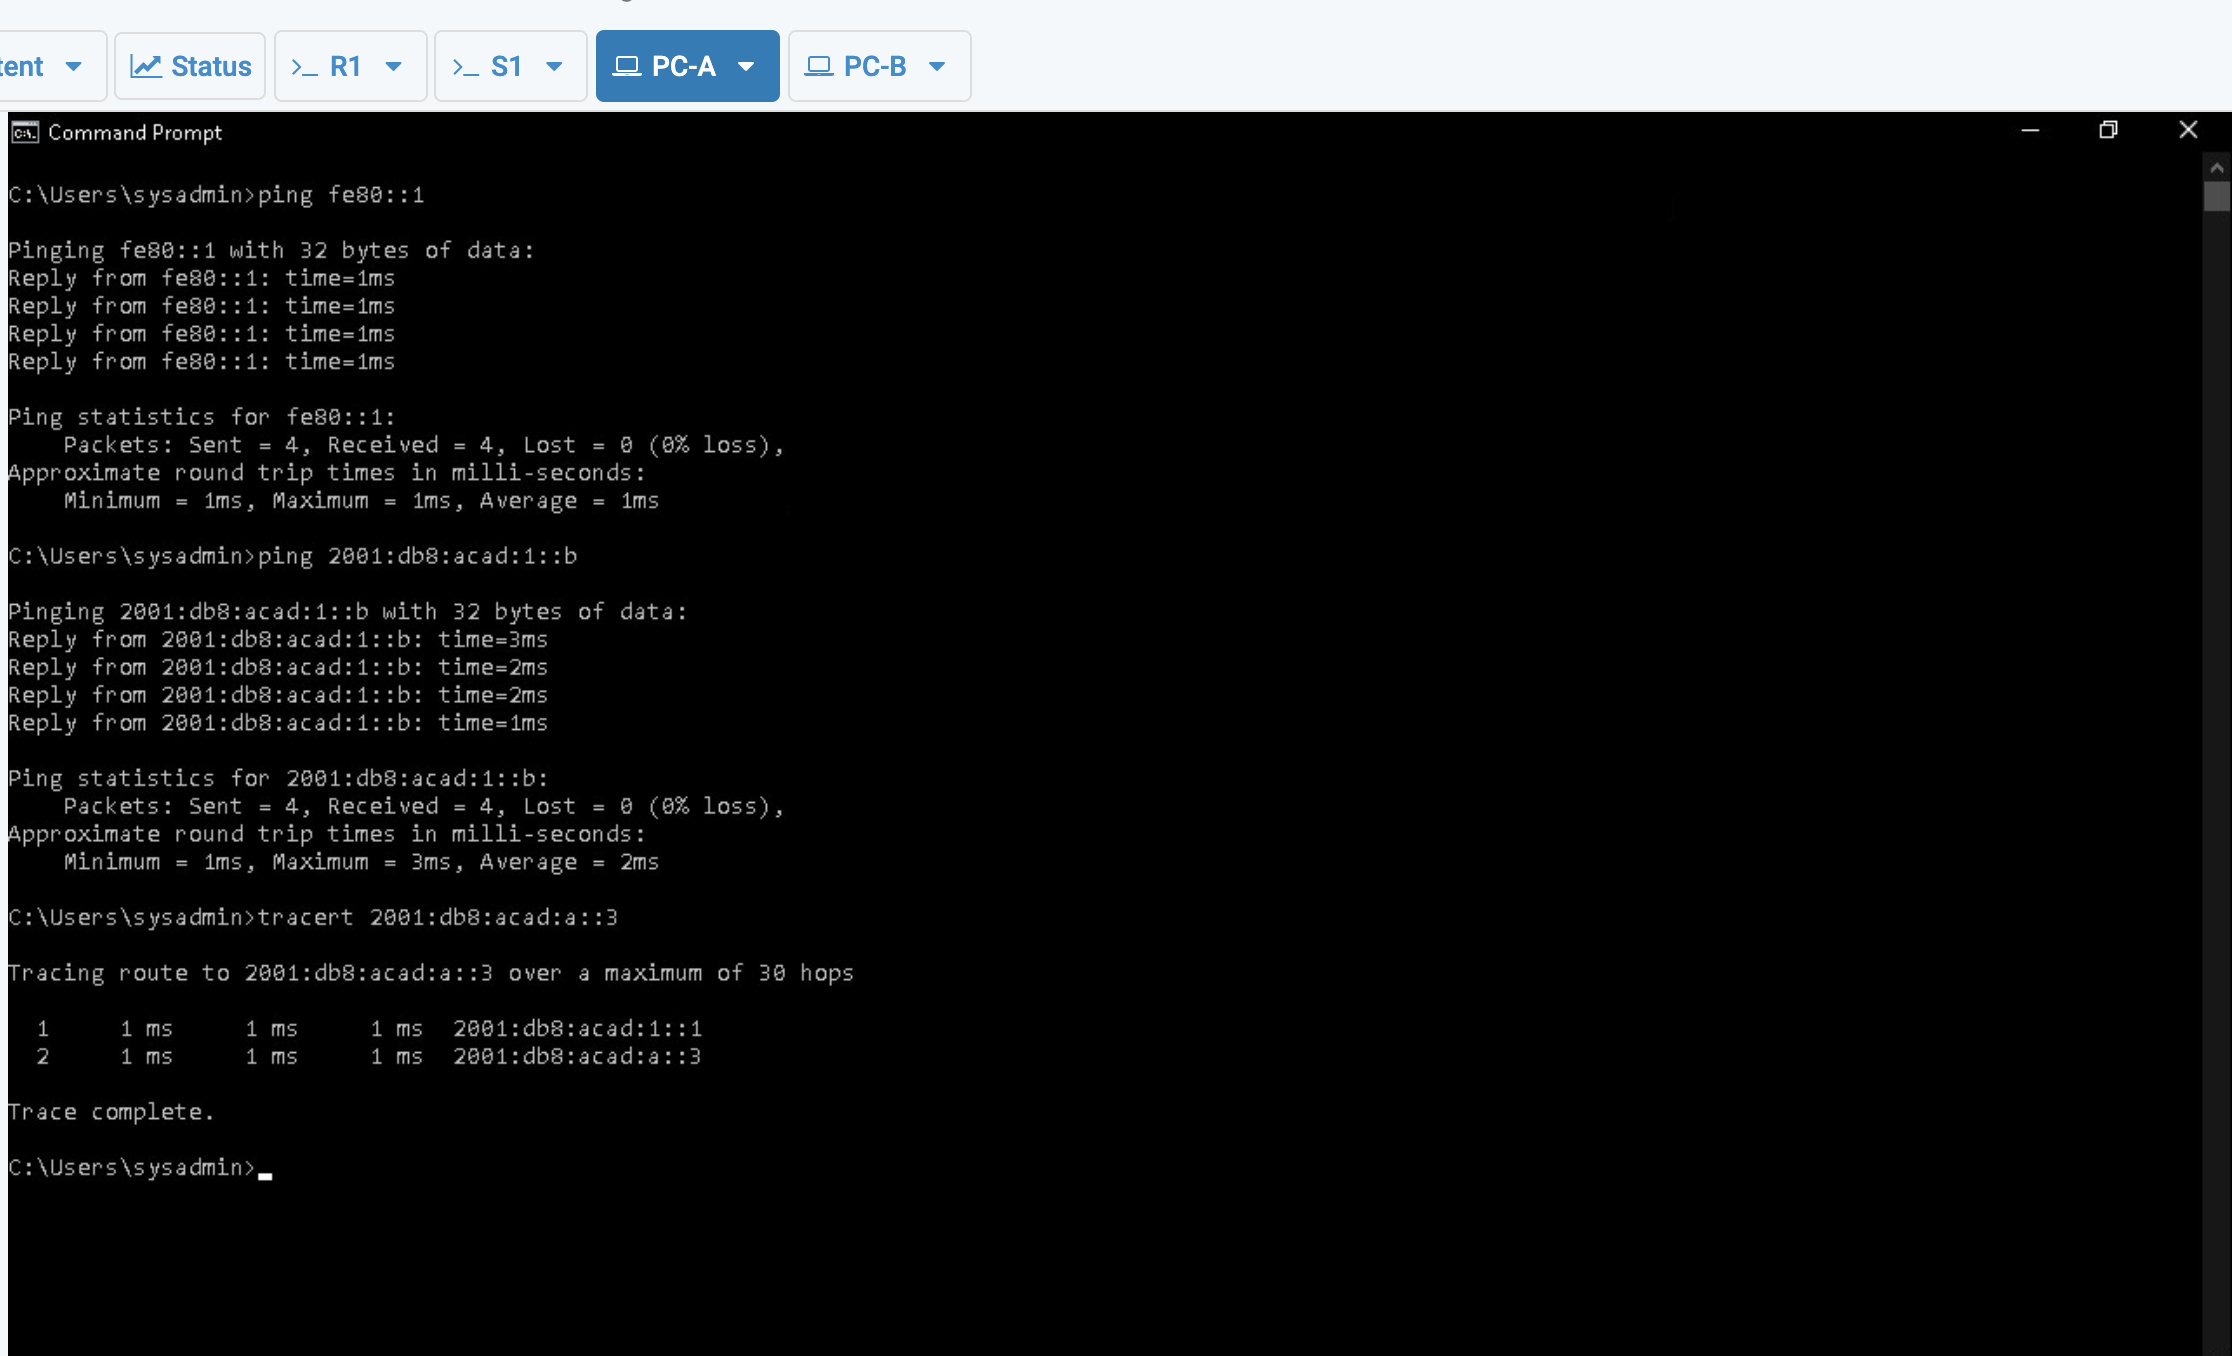 Status
R1
S1
PC-A
PC-B
Command Prompt
C:\Users\sysadmin>ping fe80::1
Pinging fe80::1 with 32 bytes of data:
Reply from fe80::1: time=1ms
Reply from fe80::1: time=1ms
Reply from fe80::1: time=1ms
Reply from fe80::1: time=1ms
Ping statistics for fe80::1:
Packets: Sent = 4, Received = 4, Lost = 0 (0% loss),
Approximate round trip times in milli-seconds:
Minimum = 1ms, Maximum = 1ms, Average = 1ms
C:\Users\sysadmin>ping 2001:db8:acad:1::b
Pinging 2001:db8:acad:1::b with 32 bytes of data:
Reply from 2001:db8:acad:1::b: time=3ms
Reply from 2001:db8:acad:1::b: time=2ms
Reply from 2001:db8:acad:1::b: time=2ms
Reply from 2001:db8:acad:1::b: time=1ms
Ping statistics for 2001:db8:acad:1::b:
Packets: Sent = 4, Received = 4, Lost = 0 (0% loss),
Approximate round trip times in milli-seconds:
Minimum = 1ms, Maximum = 3ms, Average = 2ms
C:\Users\sysadmin>tracert 2001:db8:acad:a::3
Tracing route to 2001:db8:acad:a::3 over a maximum of 30 hops
1 1 ms 1 ms 1 ms 2001:db8:acad:1::1
2 1 ms 1 ms 1 ms 2001:db8:acad:a::3
Trace complete.
C:\Users\sysadmin>